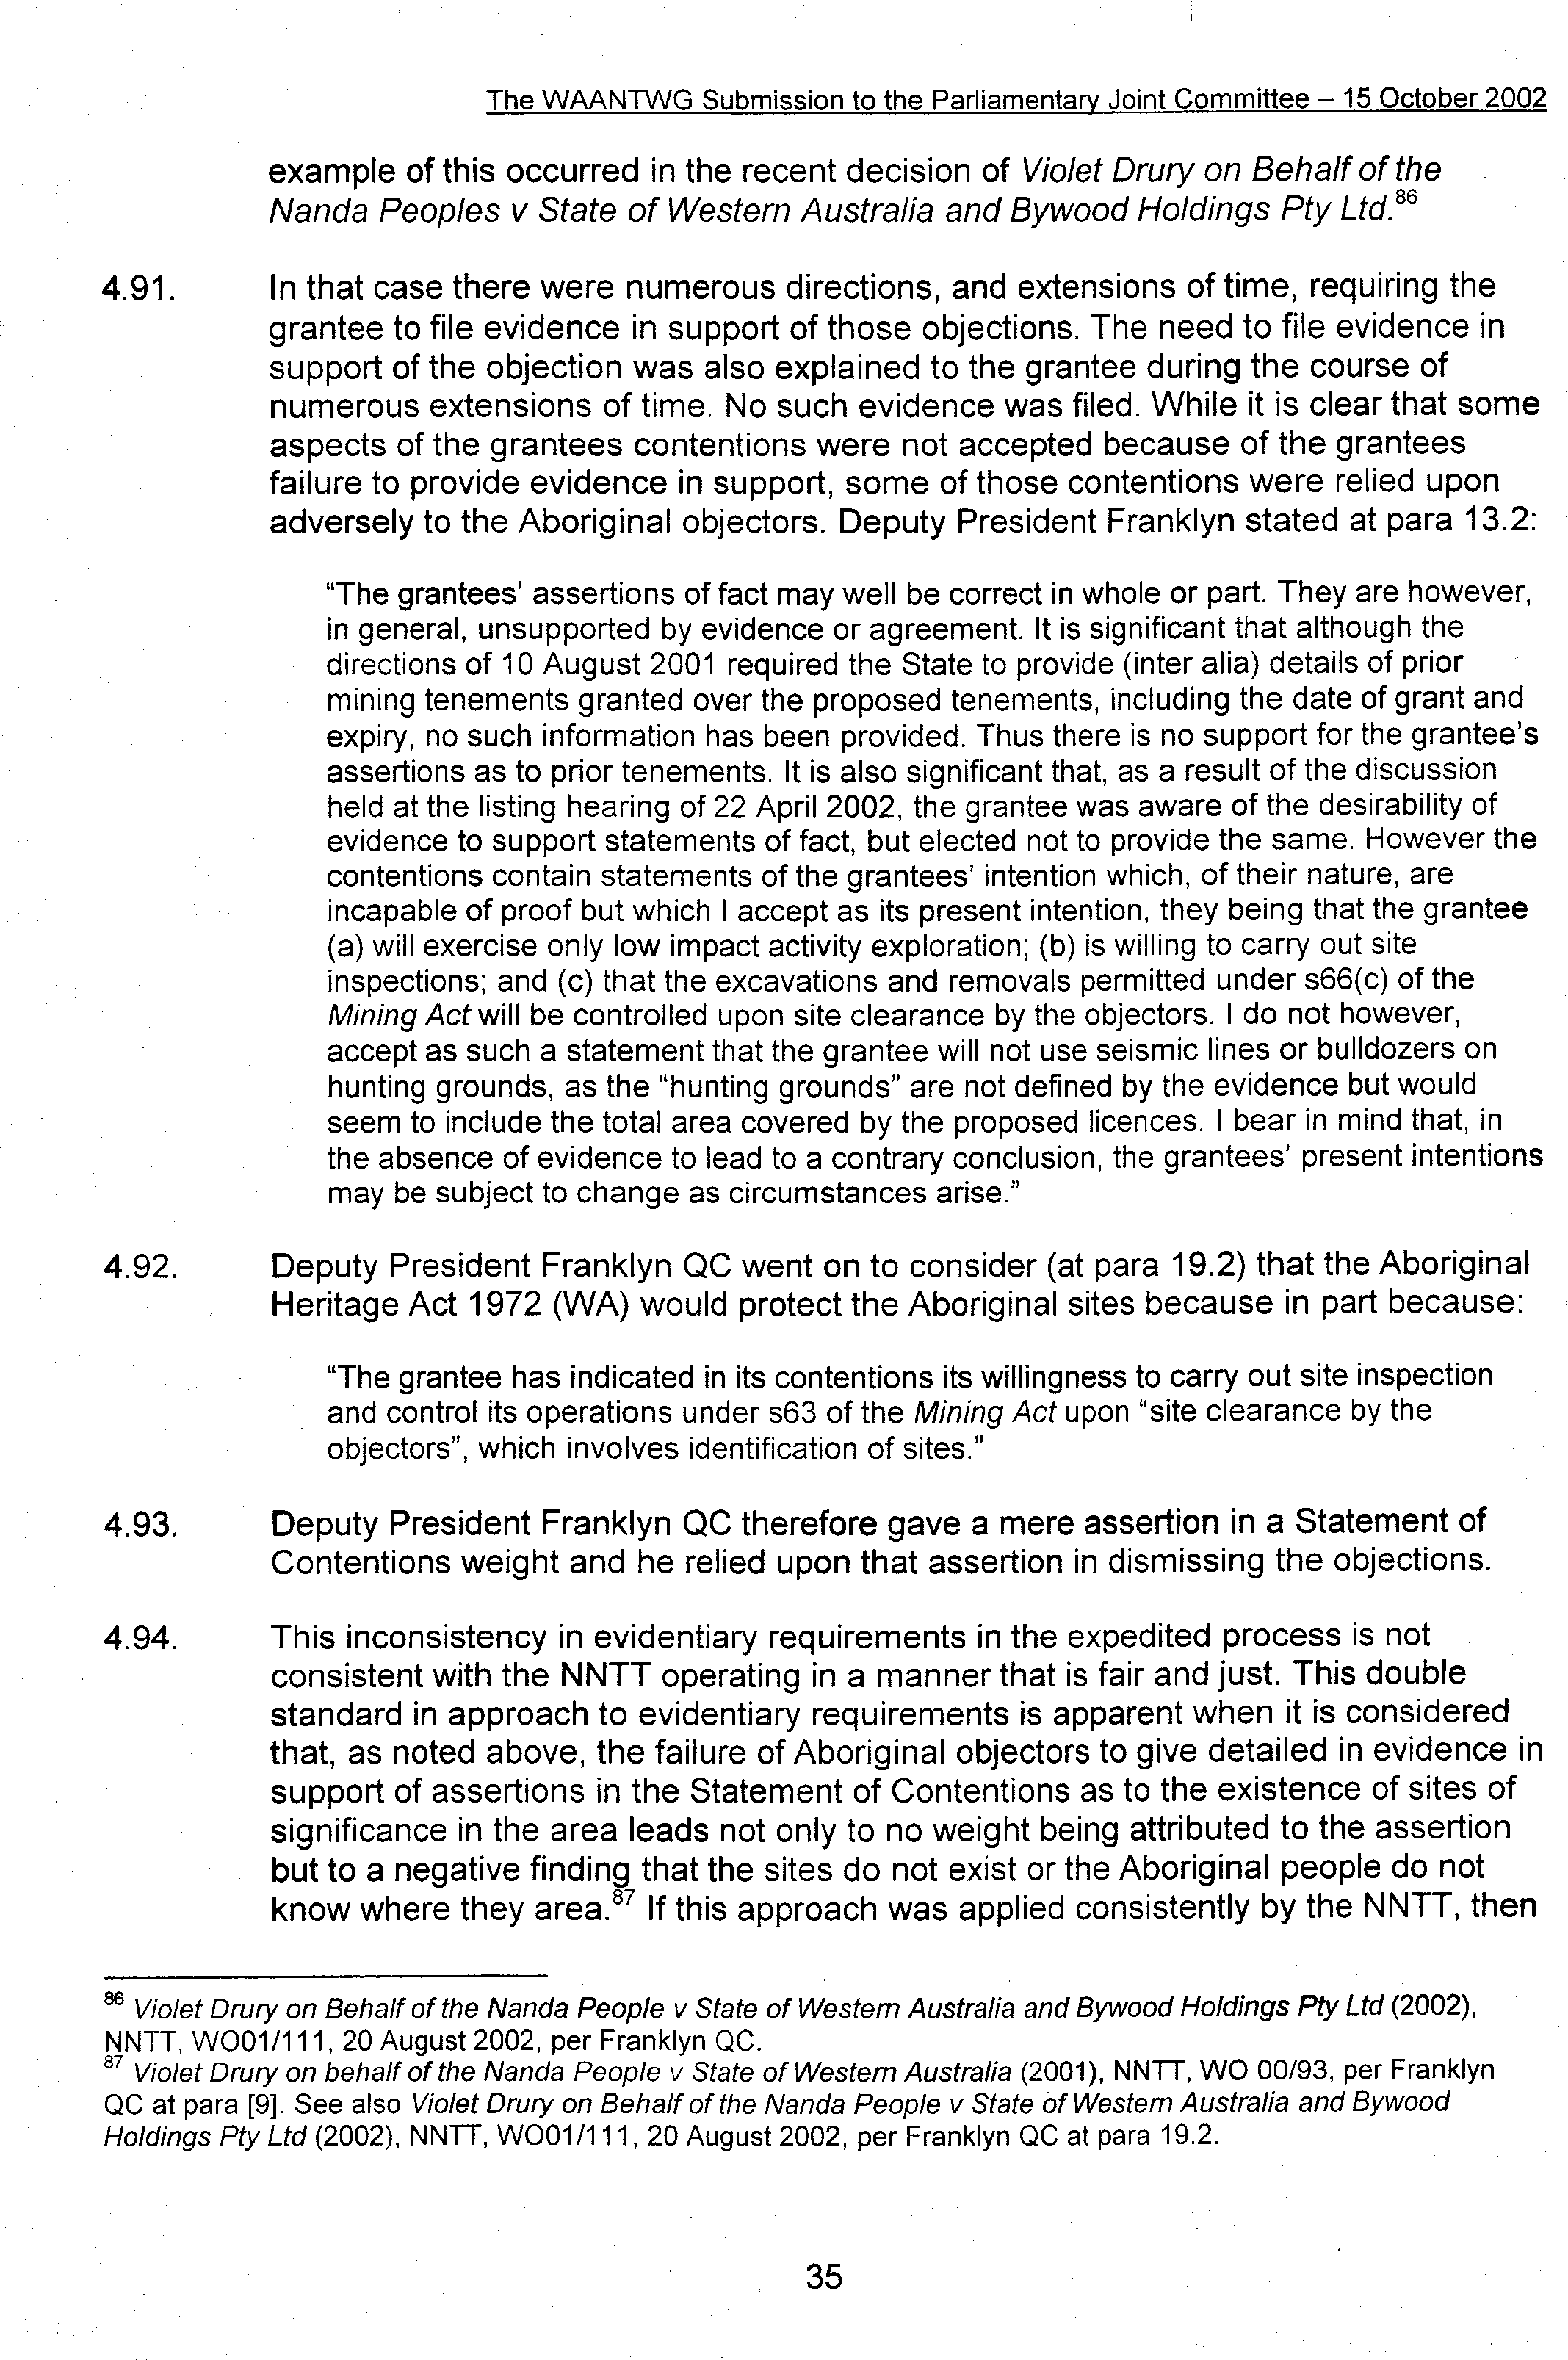 The WAANTWG Submission to the Parliamentary Joint Committee – 15 October 2002
example of this occurred in the recent decision of Violet Drury on Behalf of the
Nanda Peoples v State of Western Australia and Bywood Holdings Pty Ltd.86
4.91. In that case there were numerous directions, and extensions of time, requiring the
grantee to file evidence in support of those objections. The need to file evidence in
support of the objection was also explained to the grantee during the course of
numerous extensions of time. No such evidence was filed. While it is clear that some
aspects of the grantees contentions were not accepted because of the grantees
failure to provide evidence in support, some of those contentions were relied upon
adversely to the Aboriginal objectors. Deputy President Franklyn stated at para 13.2:
“The grantees’ assertions of fact may well be correct in whole or part. They are however,
in general, unsupported by evidence or agreement. It is significant that although the
directions of 10 August 2001 required the State to provide (inter alia) details of prior
mining tenements granted over the proposed tenements, including the date of grant and
expiry, no such information has been provided. Thus there is no support for the grantee’s
assertions as to prior tenements. It is also significant that, as a result of the discussion
held at the listing hearing of 22 April 2002, the grantee was aware of the desirability of
evidence to support statements of fact, but elected not to provide the same. However the
contentions contain statements of the grantees’ intention which, of their nature, are
incapable of proof but which I accept as its present intention, they being that the grantee
(a) will exercise only low impact activity exploration; (b) is willing to carry out site
inspections; and (c) that the excavations and removals permitted under s66(c) of the
Mining Act will be controlled upon site clearance by the objectors. I do not however,
accept as such a statement that the grantee will not use seismic lines or bulldozers on
hunting grounds, as the “hunting grounds” are not defined by the evidence but would
seem to include the total area covered by the proposed licences. I bear in mind that, in
the absence of evidence to lead to a contrary conclusion, the grantees’ present intentions
may be subject to change as circumstances arise.”
4.92. Deputy President Franklyn QC went on to consider (at para 19.2) that the Aboriginal
Heritage Act 1972 (WA) would protect the Aboriginal sites because in part because:
“The grantee has indicated in its contentions its willingness to carry out site inspection
and control its operations under s63 of the Mining Act upon “site clearance by the
objectors”, which involves identification of sites.”
4.93. Deputy President Franklyn QC therefore gave a mere assertion in a Statement of
Contentions weight and he relied upon that assertion in dismissing the objections.
4.94. This inconsistency in evidentiary requirements in the expedited process is not
consistent with the NNTT operating in a manner that is fair and just. This double
standard in approach to evidentiary requirements is apparent when it is considered
that, as noted above, the failure of Aboriginal objectors to give detailed in evidence in
support of assertions in the Statement of Contentions as to the existence of sites of
significance in the area leads not only to no weight being attributed to the assertion
but to a negative finding that the sites do not exist or the Aboriginal people do not
know where they area.87 If this approach was applied consistently by the NNTT, then
86 Violet Drury on Behalf of the Nanda People v State of Western Australia and Bywood Holdings Pty Ltd (2002),
NNTT, WO01/111, 20 August 2002, per Franklyn QC.
87 Violet Drury on behalf of the Nanda People v State of Western Australia (2001), NNTT, WO 00/93, per Franklyn
QC at para [9]. See also Violet Drury on Behalf of the Nanda People v State of Western Australia and Bywood
Holdings Pty Ltd (2002), NNTT, WO01/111, 20 August 2002, per Franklyn QC at para 19.2.
35